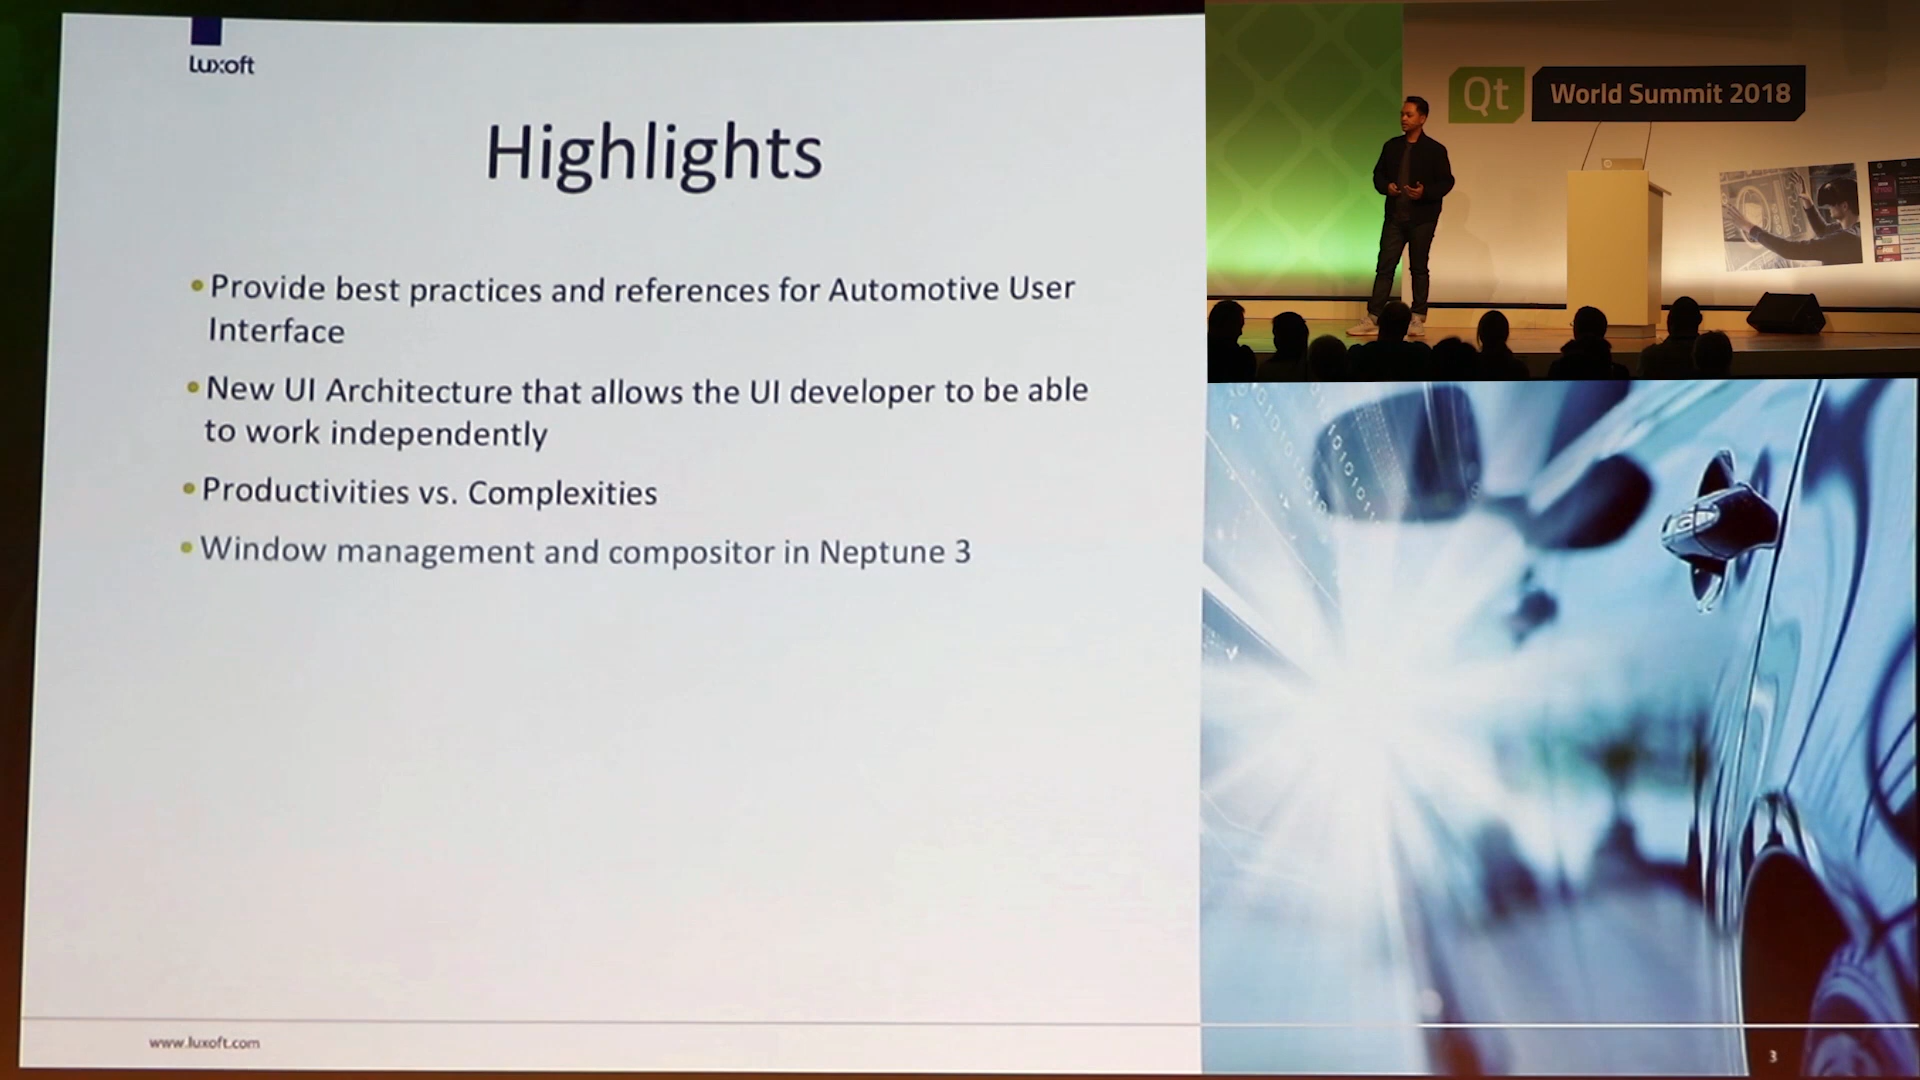 luxoft
Highlights
Provide best practices and references for Automotive User
Interface
New UI Architecture that allows the UI developer to be able
to work independently
Productivities vs. Complexities
Window management and compositor in Neptune 3
www.luxoft.com
3
Qt World Summit 2018